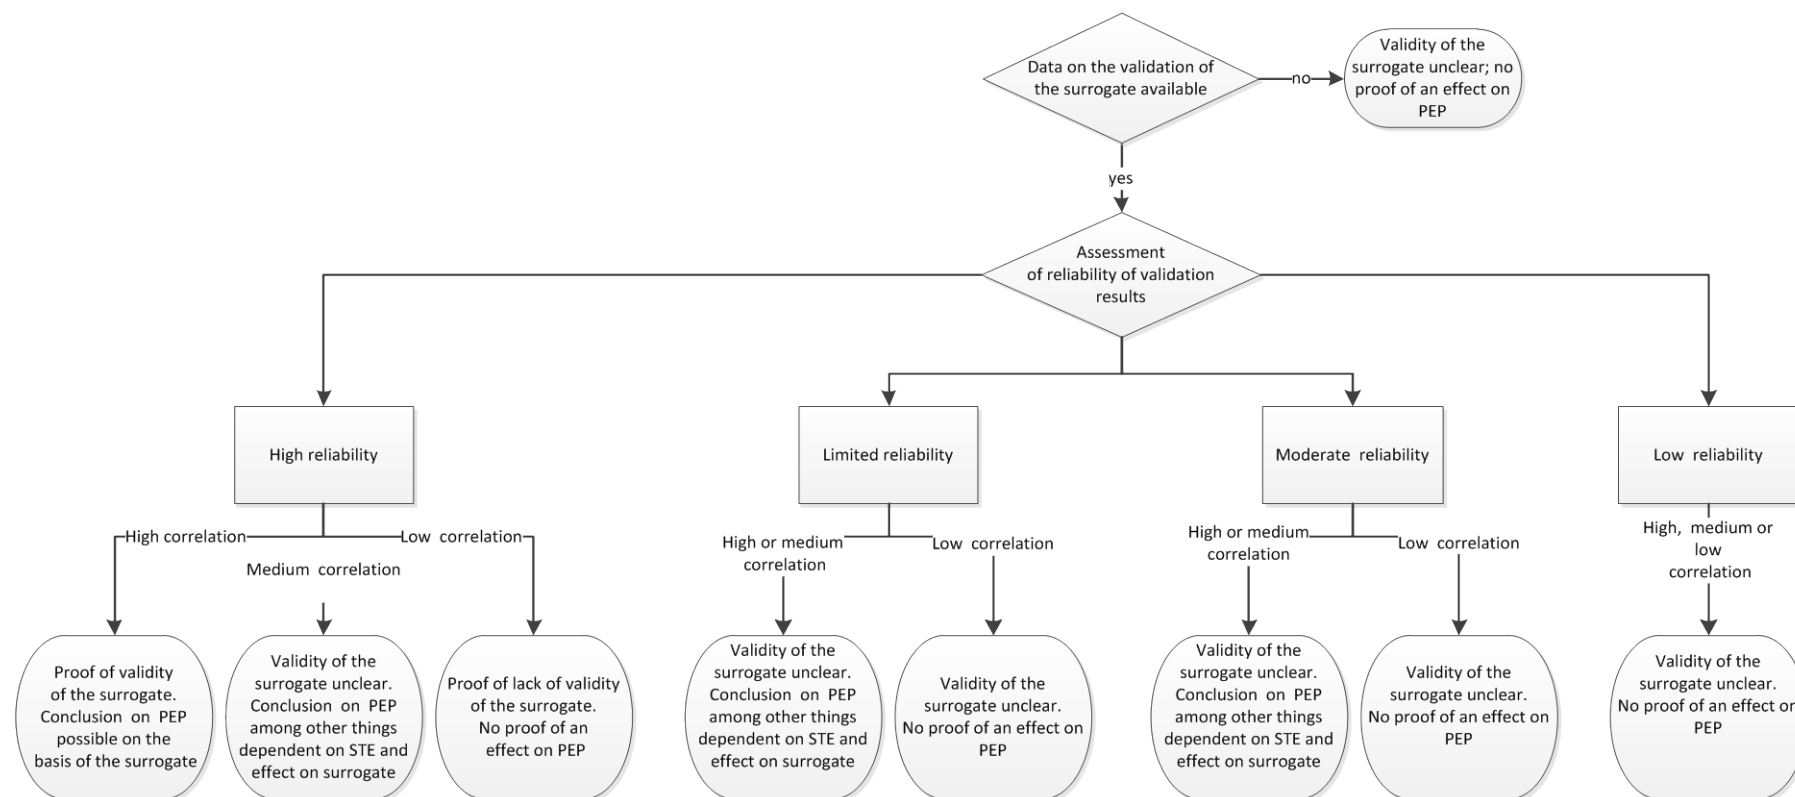 Data on the validation of
the surrogate available
no
Validity of the
surrogate unclear; no
proof of an effect on
PEP
yes
Assessment
of reliability of validation
results
High reliability
Limited reliability
Moderate reliability
Low reliability
High correlation
Medium correlation
Low correlation
High or medium
correlation
Low correlation
High or medium
correlation
Low correlation
High, medium or
low
correlation
Proof of validity
of the surrogate.
Conclusion on PEP
possible on the
basis of the surrogate
Validity of the
surrogate unclear.
Conclusion on PEP
among other things
dependent on STE and
effect on surrogate
Proof of lack of validity
of the surrogate.
No proof of an
effect on PEP
Validity of the
surrogate unclear.
Conclusion on PEP
among other things
dependent on STE and
effect on surrogate
Validity of the
surrogate unclear.
No proof of an effect on
PEP
Validity of the
surrogate unclear.
Conclusion on PEP
among other things
dependent on STE and
effect on surrogate
Validity of the
surrogate unclear.
No proof of an effect on
PEP
Validity of the
surrogate unclear.
No proof of an effect on
PEP